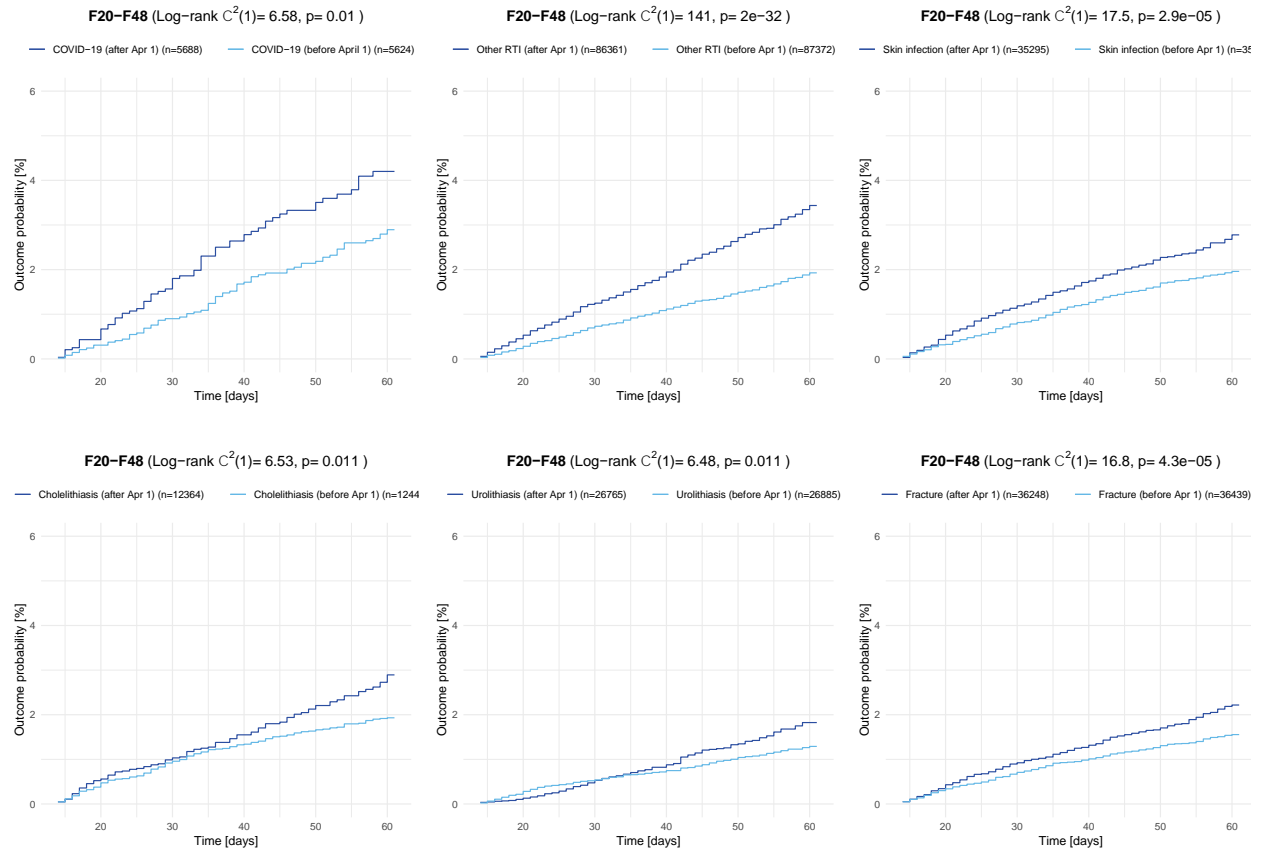 F20−F48 (Log−rank C²(1)= 6.58, p= 0.01 )
COVID−19 (after Apr 1) (n=5688) COVID−19 (before April 1) (n=5624)
6
4
2
0
Outcome probability [%]
20 30 40 50 60
Time [days]
F20−F48 (Log−rank C²(1)= 141, p= 2e−32 )
Other RTI (after Apr 1) (n=86361) Other RTI (before Apr 1) (n=87372)
6
4
2
0
Outcome probability [%]
20 30 40 50 60
Time [days]
F20−F48 (Log−rank C²(1)= 17.5, p= 2.9e−05 )
Skin infection (after Apr 1) (n=35295) Skin infection (before Apr 1) (n=35
6
4
2
0
Outcome probability [%]
20 30 40 50 60
Time [days]
F20−F48 (Log−rank C²(1)= 6.53, p= 0.011 )
Cholelithiasis (after Apr 1) (n=12364) Cholelithiasis (before Apr 1) (n=1244
6
4
2
0
Outcome probability [%]
20 30 40 50 60
Time [days]
F20−F48 (Log−rank C²(1)= 6.48, p= 0.011 )
Urolithiasis (after Apr 1) (n=26765) Urolithiasis (before Apr 1) (n=26885)
6
4
2
0
Outcome probability [%]
20 30 40 50 60
Time [days]
F20−F48 (Log−rank C²(1)= 16.8, p= 4.3e−05 )
Fracture (after Apr 1) (n=36248) Fracture (before Apr 1) (n=36439)
6
4
2
0
Outcome probability [%]
20 30 40 50 60
Time [days]